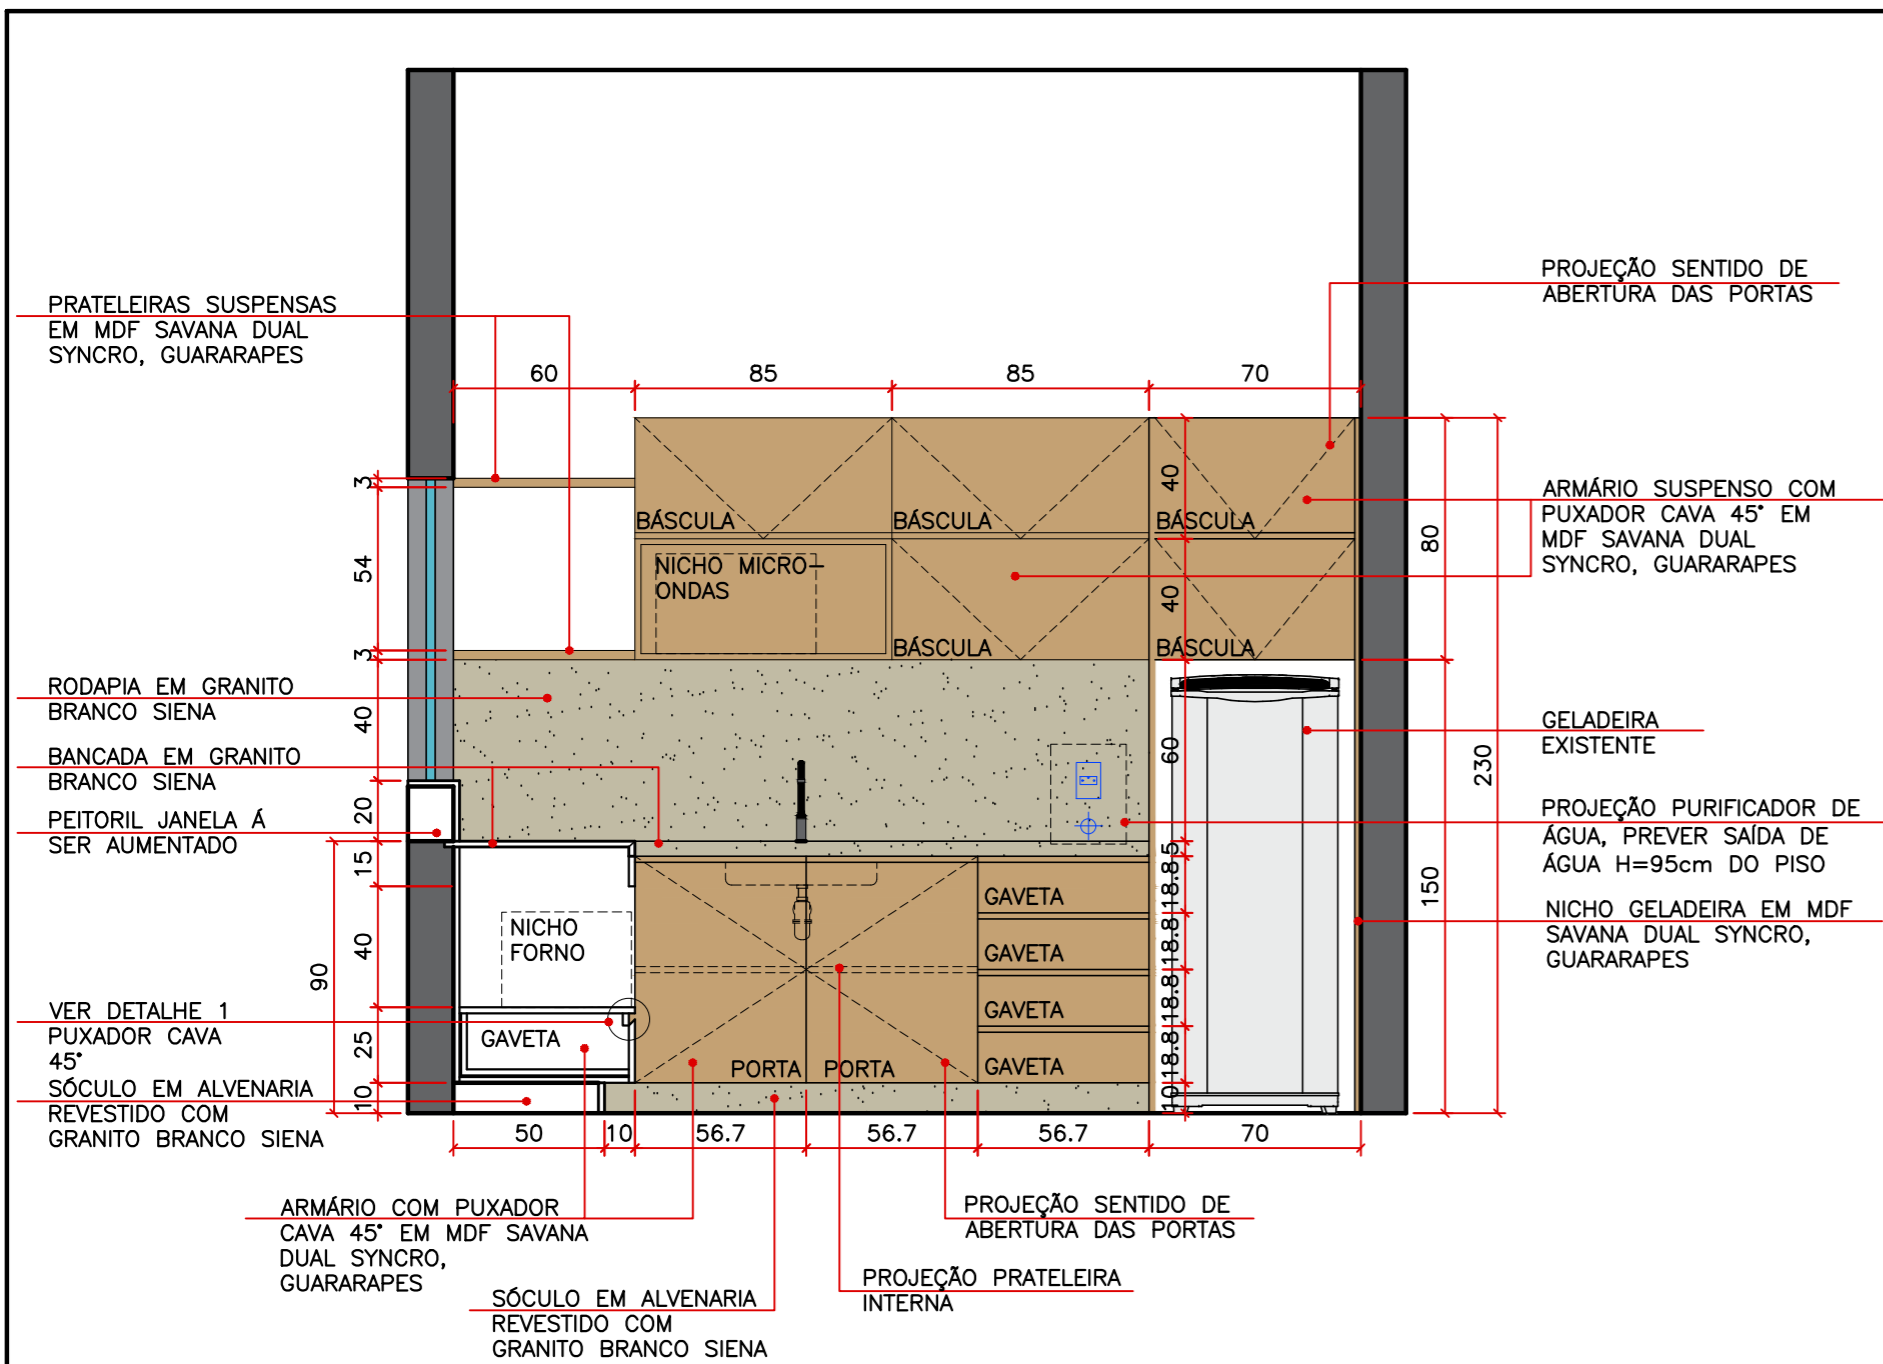 PRATELEIRAS SUSPENSAS
EM MDF SAVANA DUAL
SYNCRO, GUARARAPES
PROJEÇÃO SENTIDO DE
ABERTURA DAS PORTAS
60
85
85
70
3
54
3
40
20
15
40
25
10
90
BÁSCULA
BÁSCULA
BÁSCULA
NICHO MICRO-
ONDAS
BÁSCULA
BÁSCULA
40
40
60
5
18.8
18.8
18.8
18.8
10
80
150
230
ARMÁRIO SUSPENSO COM
PUXADOR CAVA 45° EM
MDF SAVANA DUAL
SYNCRO, GUARARAPES
RODAPIA EM GRANITO
BRANCO SIENA
BANCADA EM GRANITO
BRANCO SIENA
PEITORIL JANELA Á
SER AUMENTADO
GELADEIRA
EXISTENTE
PROJEÇÃO PURIFICADOR DE
ÁGUA, PREVER SAÍDA DE
ÁGUA H=95cm DO PISO
NICHO GELADEIRA EM MDF
SAVANA DUAL SYNCRO,
GUARARAPES
NICHO
FORNO
GAVETA
GAVETA
GAVETA
GAVETA
GAVETA
PORTA
PORTA
VER DETALHE 1
PUXADOR CAVA
45°
SÓCULO EM ALVENARIA
REVESTIDO COM
GRANITO BRANCO SIENA
50
10
56.7
56.7
56.7
70
ARMÁRIO COM PUXADOR
CAVA 45° EM MDF SAVANA
DUAL SYNCRO,
GUARARAPES
PROJEÇÃO SENTIDO DE
ABERTURA DAS PORTAS
PROJEÇÃO PRATELEIRA
INTERNA
SÓCULO EM ALVENARIA
REVESTIDO COM
GRANITO BRANCO SIENA